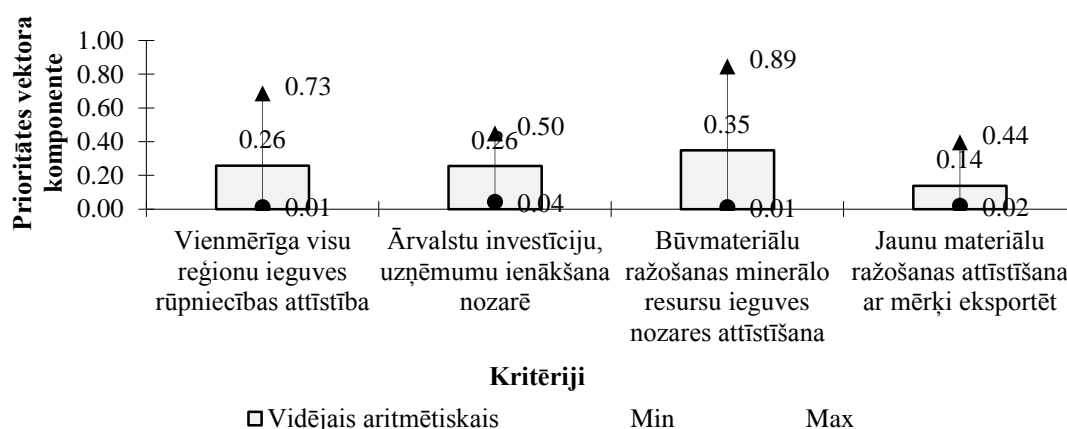 Prioritātes vektora
komponente
1.00
0.80
0.60
0.40
0.20
0.00
0.73
0.26
0.01
0.50
0.26
0.04
0.89
0.35
0.01
0.44
0.14
0.02
Vienmērīga visu
reģionu ieguves
rūpniecības attīstība
Ārvalstu investīciju,
uzņēmumu ienākšana
nozarē
Būvmateriālu
ražošanas minerālo
resursu ieguves
nozares attīstīšana
Jaunu materiālu
ražošanas attīstīšana
ar mērķi eksportēt
Kritēriji
Vidējais aritmētiskais Min Max